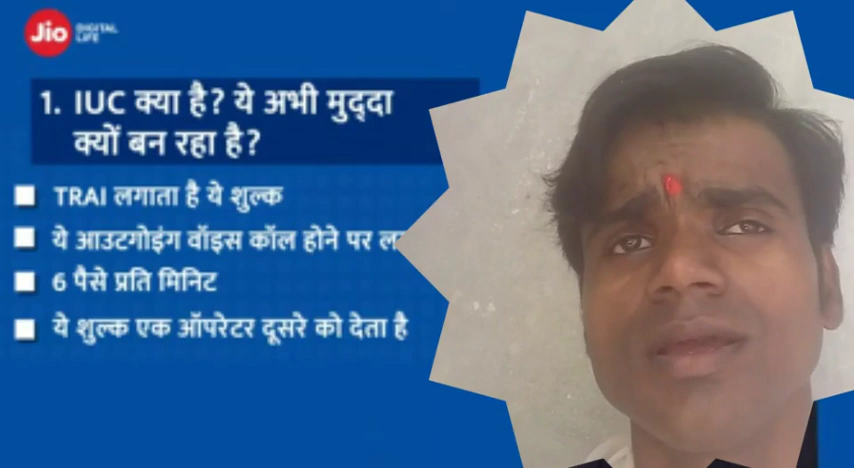 Jio DIGITAL
LIFE
1. IUC क्या है? ये अभी मुद्दा
क्यों बन रहा है?
TRAI लगाता है ये शुल्क
ये आउटगोइंग वॉइस कॉल होने पर
6 पैसे प्रति मिनिट
ये शुल्क एक ऑपरेटर दूसरे को देता है